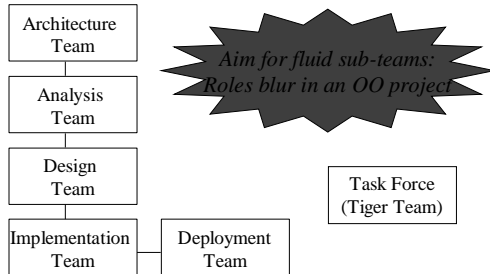 Architecture
Team
Aim for fluid sub-teams:
Roles blur in an OO project
Analysis
Team
Design
Team
Task Force
(Tiger Team)
Implementation
Team
Deployment
Team